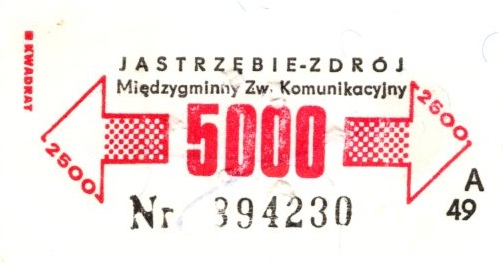 KWADRAT
JASTRZĘBIE-ZDRÓJ
Międzygminny Zw. Komunikacyjny
2500
5000
2500
Nr 394230
A
49